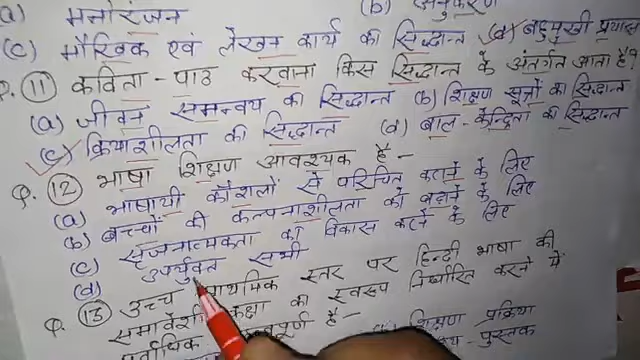 (a) मनोरंजन (b) अनुकरण
(c) मौखिक एवं लेखन कार्य का सिद्धान्त (d) बहुमुखी प्रयास
Q. 11 कविता - पाठ करवाना किस सिद्धान्त के अंतर्गत आता है?
(a) जीवन समन्वय का सिद्धान्त (b) शिक्षण सूत्रों का सिद्धान्त
(c) क्रियाशीलता का सिद्धान्त (d) बाल - केन्द्रिता का सिद्धान्त
Q. 12 भाषा शिक्षण आवश्यक है -
(a) भाषायी कौशलों से परिचित कराने के लिए
(b) बच्चों की कल्पनाशीलता को बढ़ाने के लिए
(c) सृजनात्मकता का विकास करने के लिए
(d) उपर्युक्त सभी
Q. 13 उच्च प्राथमिक स्तर पर हिन्दी भाषा की
समावेशी कक्षा का स्वरूप निर्धारित करने में
है - शिक्षण प्रक्रिया
पुस्तक